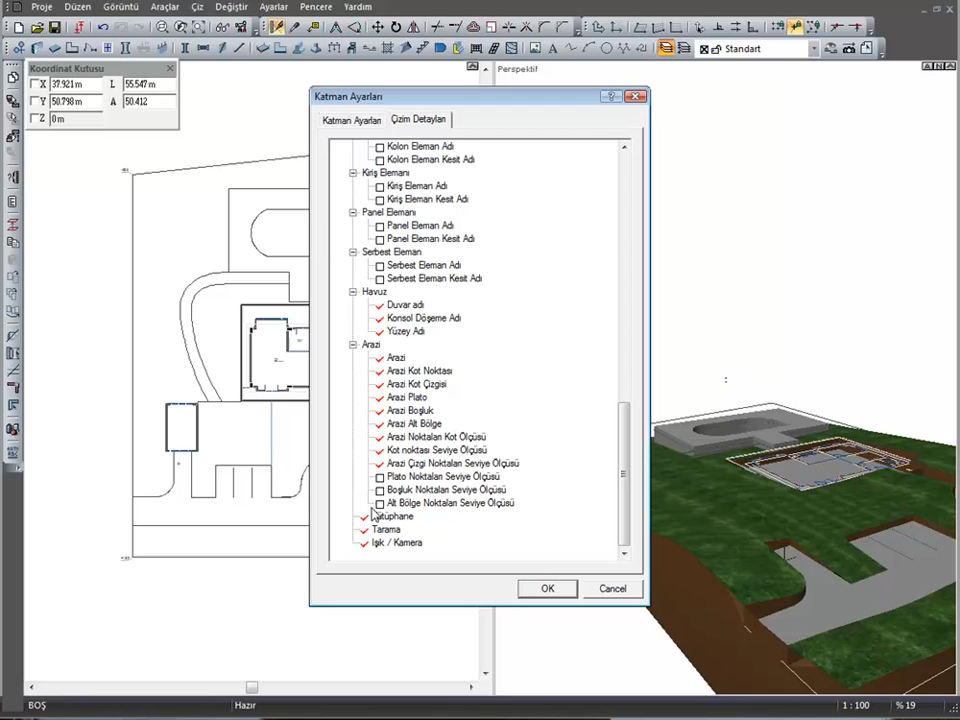 Proje Düzen Görüntü Araçlar Çiz Değiştir Ayarlar Pencere Yardım
Standart
Koordinat Kutusu
X 37.921 m L 55.547 m
Y 50.798 m A 50.412
Z 0 m
Perspektif
Katman Ayarları
Katman Ayarları Çizim Detayları
Kolon Eleman Adı
Kolon Eleman Kesit Adı
Kiriş Elemanı
Kiriş Eleman Adı
Kiriş Eleman Kesit Adı
Panel Elemanı
Panel Eleman Adı
Panel Eleman Kesit Adı
Serbest Eleman
Serbest Eleman Adı
Serbest Eleman Kesit Adı
Havuz
Duvar adı
Konsol Döşeme Adı
Yüzey Adı
Arazi
Arazi
Arazi Kot Noktası
Arazi Kot Çizgisi
Arazi Plato
Arazi Boşluk
Arazi Alt Bölge
Arazi Noktaları Kot Ölçüsü
Kot noktası Seviye Ölçüsü
Arazi Çizgi Noktaları Seviye Ölçüsü
Plato Noktaları Seviye Ölçüsü
Boşluk Noktaları Seviye Ölçüsü
Alt Bölge Noktaları Seviye Ölçüsü
Kütüphane
Tarama
Işık / Kamera
OK Cancel
BOŞ Hazır 1 : 100 % 19